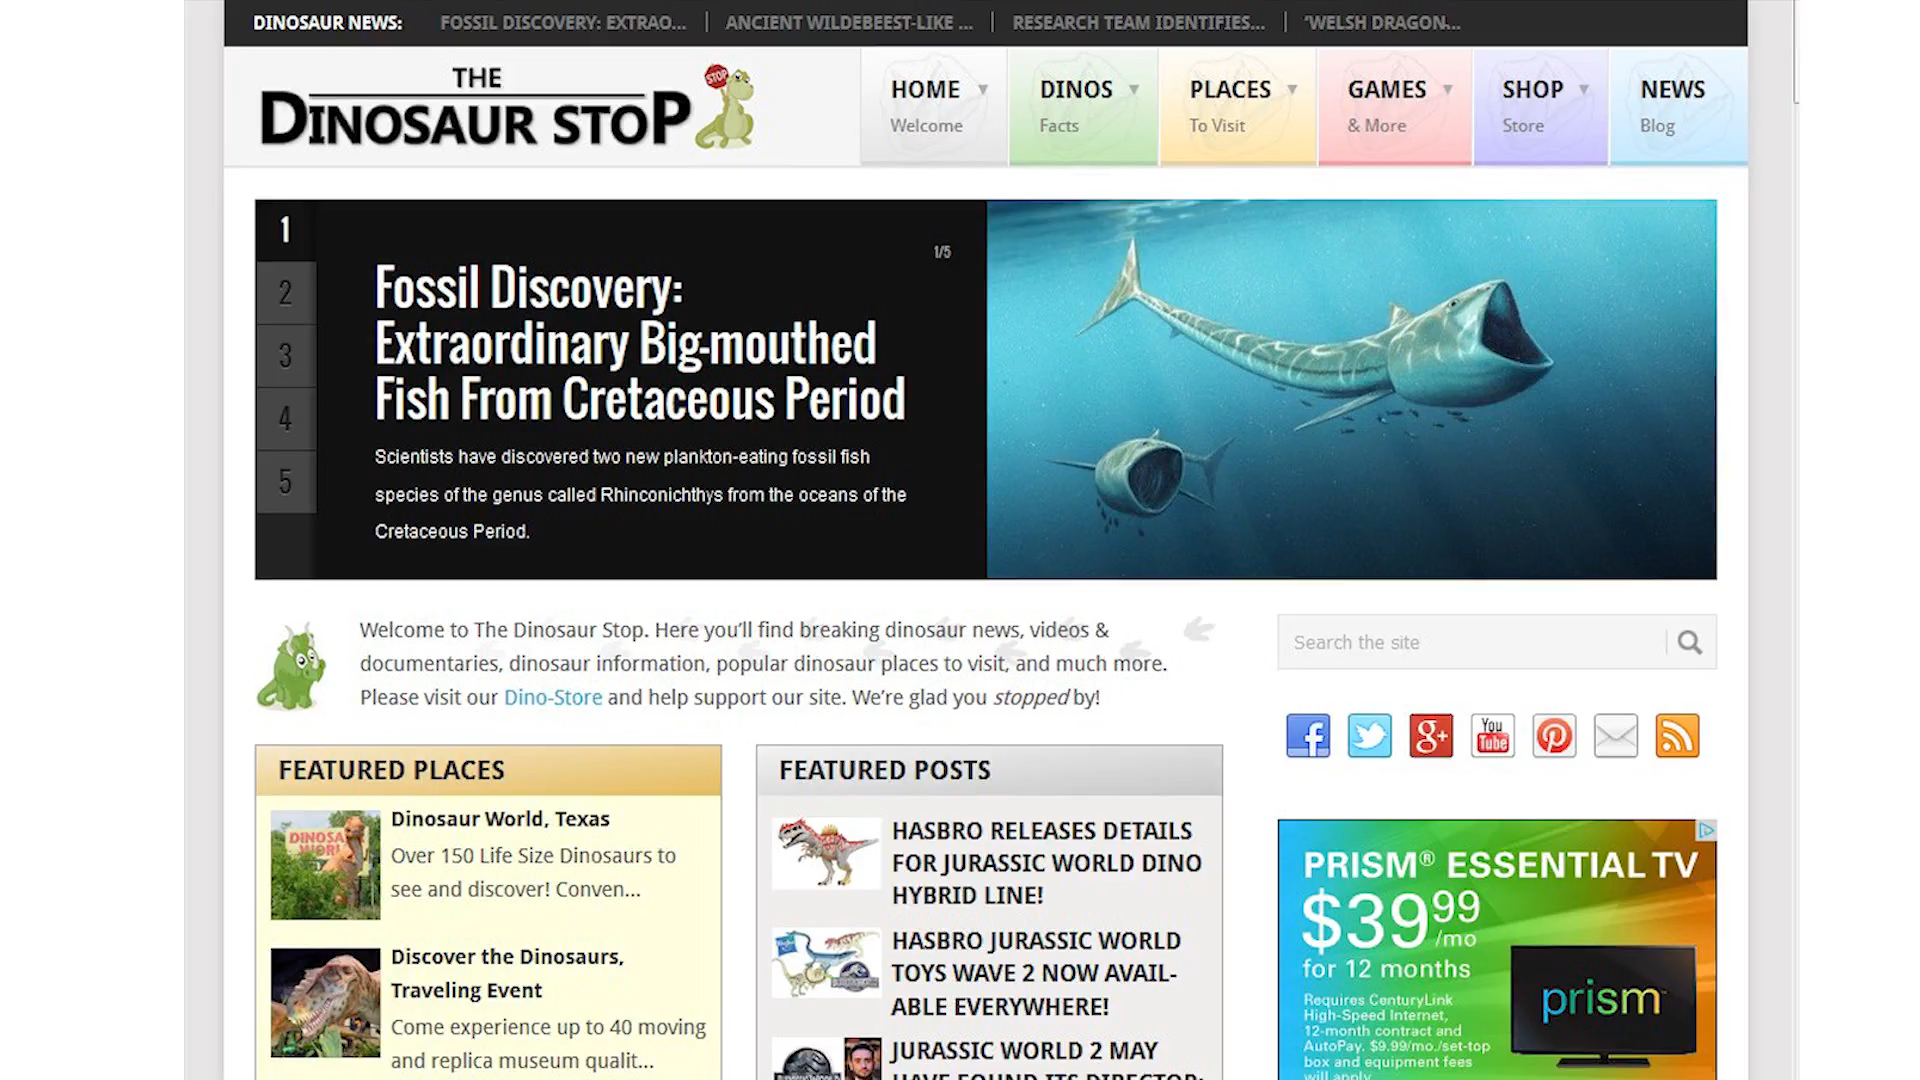 DINOSAUR NEWS: FOSSIL DISCOVERY: EXTRAO... ANCIENT WILDEBEEST-LIKE ... RESEARCH TEAM IDENTIFIES... ‘WELSH DRAGON...
THE
DINOSAUR STOP
STOP
HOME
Welcome
DINOS
Facts
PLACES
To Visit
GAMES
& More
SHOP
Store
NEWS
Blog
1
2
3
4
5
1/5
Fossil Discovery:
Extraordinary Big-mouthed
Fish From Cretaceous Period
Scientists have discovered two new plankton-eating fossil fish
species of the genus called Rhinconichthys from the oceans of the
Cretaceous Period.
Welcome to The Dinosaur Stop. Here you’ll find breaking dinosaur news, videos &
documentaries, dinosaur information, popular dinosaur places to visit, and much more.
Please visit our Dino-Store and help support our site. We’re glad you stopped by!
Search the site
You
Tube
FEATURED PLACES
Dinosaur World, Texas
Over 150 Life Size Dinosaurs to
see and discover! Conven...
Discover the Dinosaurs,
Traveling Event
Come experience up to 40 moving
and replica museum qualit...
FEATURED POSTS
HASBRO RELEASES DETAILS
FOR JURASSIC WORLD DINO
HYBRID LINE!
HASBRO JURASSIC WORLD
TOYS WAVE 2 NOW AVAIL-
ABLE EVERYWHERE!
JURASSIC WORLD 2 MAY
HAVE FOUND ITS DIRECTOR:
PRISM® ESSENTIAL TV
$39 99
/mo
for 12 months
Requires CenturyLink
High-Speed Internet,
12-month contract and
AutoPay. $9.99/mo./set-top
box and equipment fees
will apply.
prism